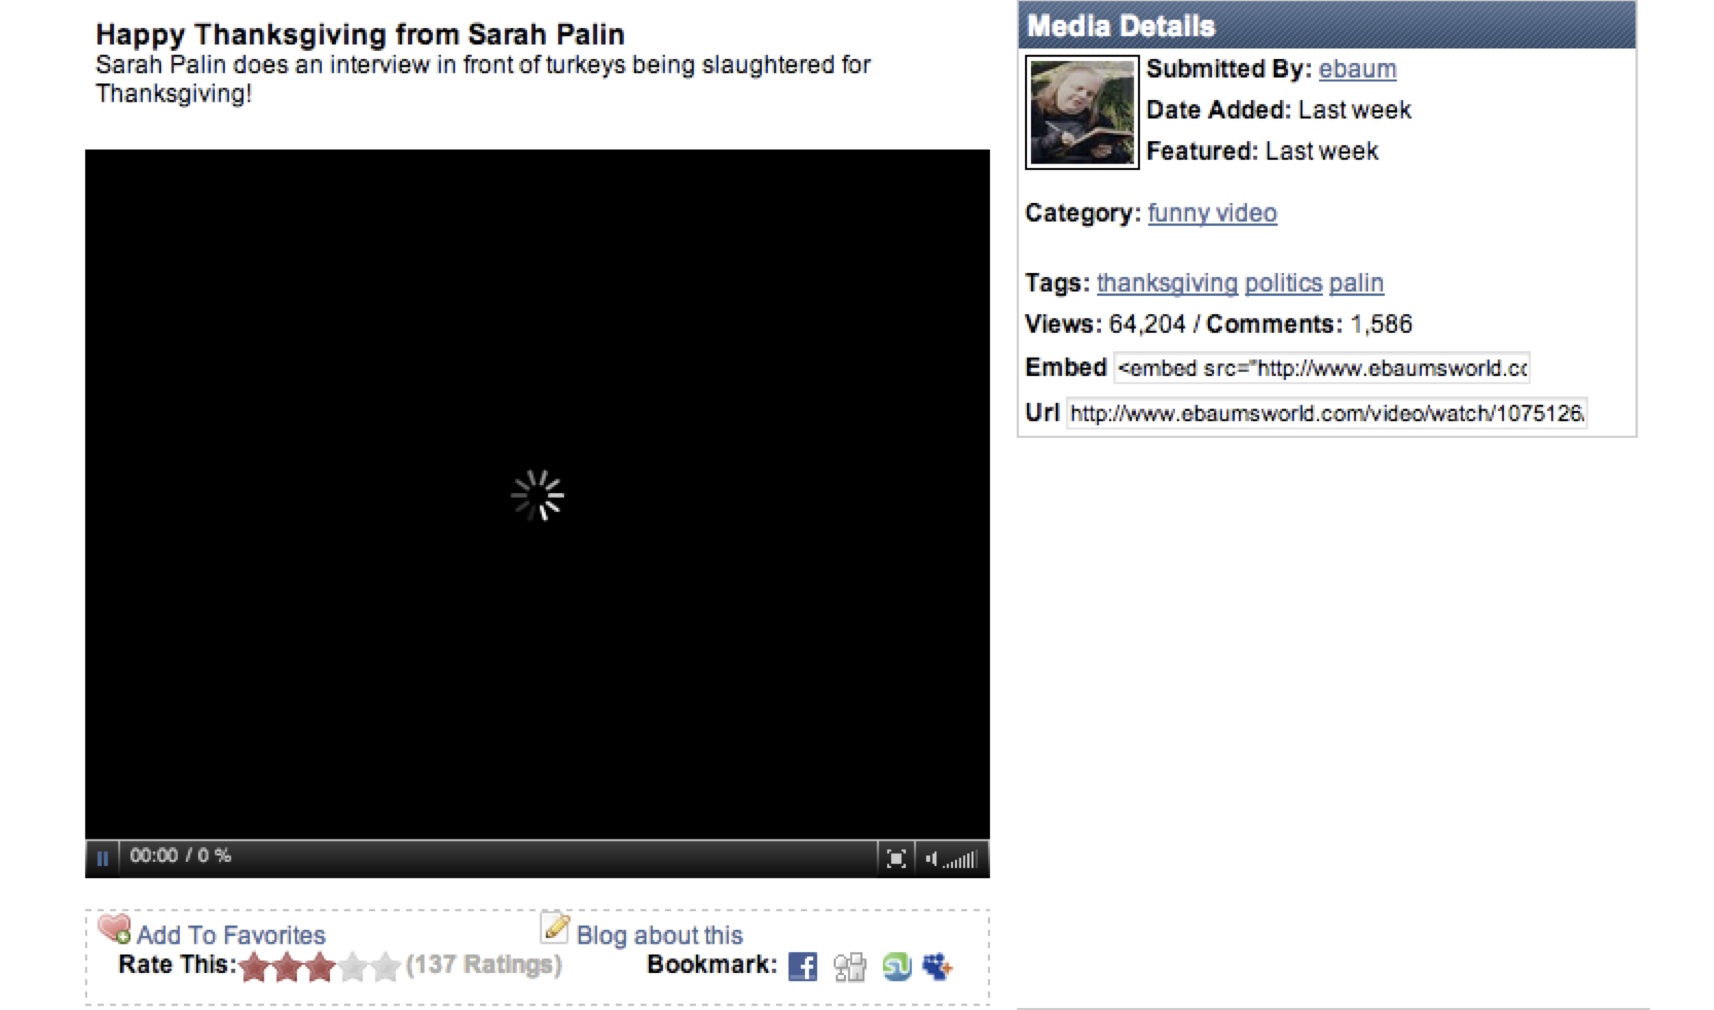 Happy Thanksgiving from Sarah Palin
Sarah Palin does an interview in front of turkeys being slaughtered for
Thanksgiving!
00:00 / 0 %
Add To Favorites
Blog about this
Rate This: (137 Ratings)
Bookmark:
Media Details
Submitted By: ebaum
Date Added: Last week
Featured: Last week
Category: funny video
Tags: thanksgiving politics palin
Views: 64,204 / Comments: 1,586
Embed <embed src="http://www.ebaumsworld.co
Url http://www.ebaumsworld.com/video/watch/1075126/